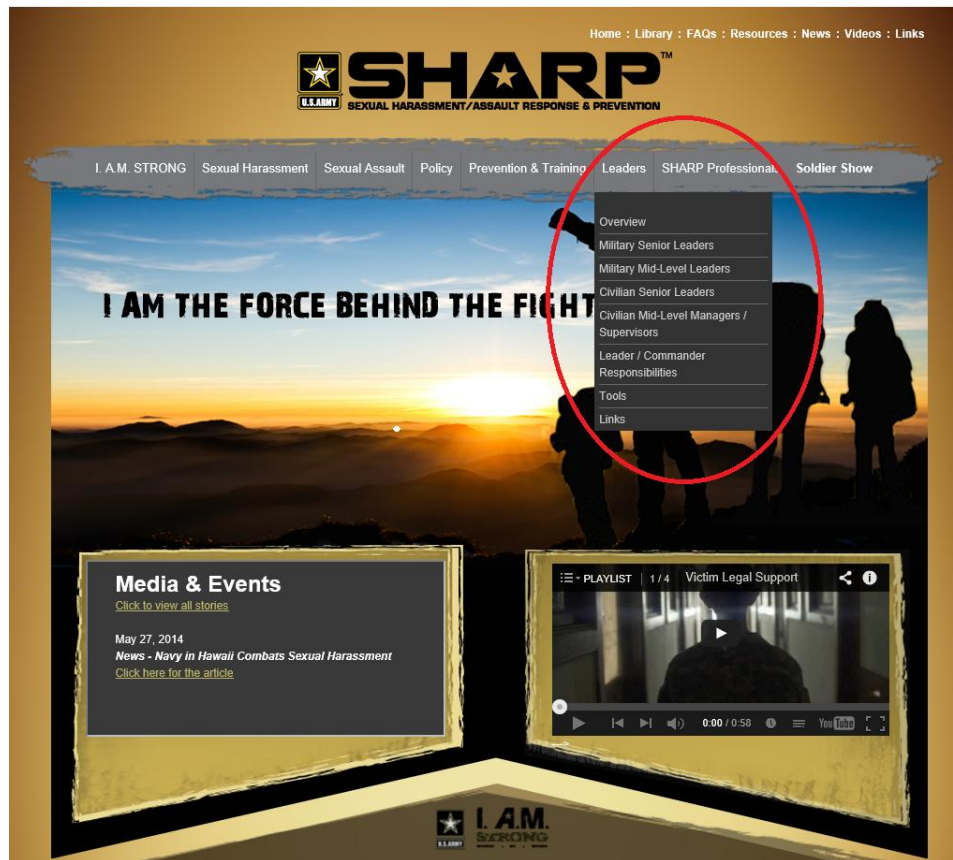 Home : Library : FAQs : Resources : News : Videos : Links
SHARP™
U.S.ARMY
SEXUAL HARASSMENT/ASSAULT RESPONSE & PREVENTION
I. A.M. STRONG Sexual Harassment Sexual Assault Policy Prevention & Training Leaders SHARP Professionals Soldier Show
Overview
Military Senior Leaders
Military Mid-Level Leaders
Civilian Senior Leaders
Civilian Mid-Level Managers /
Supervisors
Leader / Commander
Responsibilities
Tools
Links
I AM THE FORCE BEHIND THE FIGHT
Media & Events
Click to view all stories
May 27, 2014
News - Navy in Hawaii Combats Sexual Harassment
Click here for the article
PLAYLIST 1 / 4 Victim Legal Support
0:00 / 0:58 YouTube
I. A.M.
STRONG
U.S.ARMY